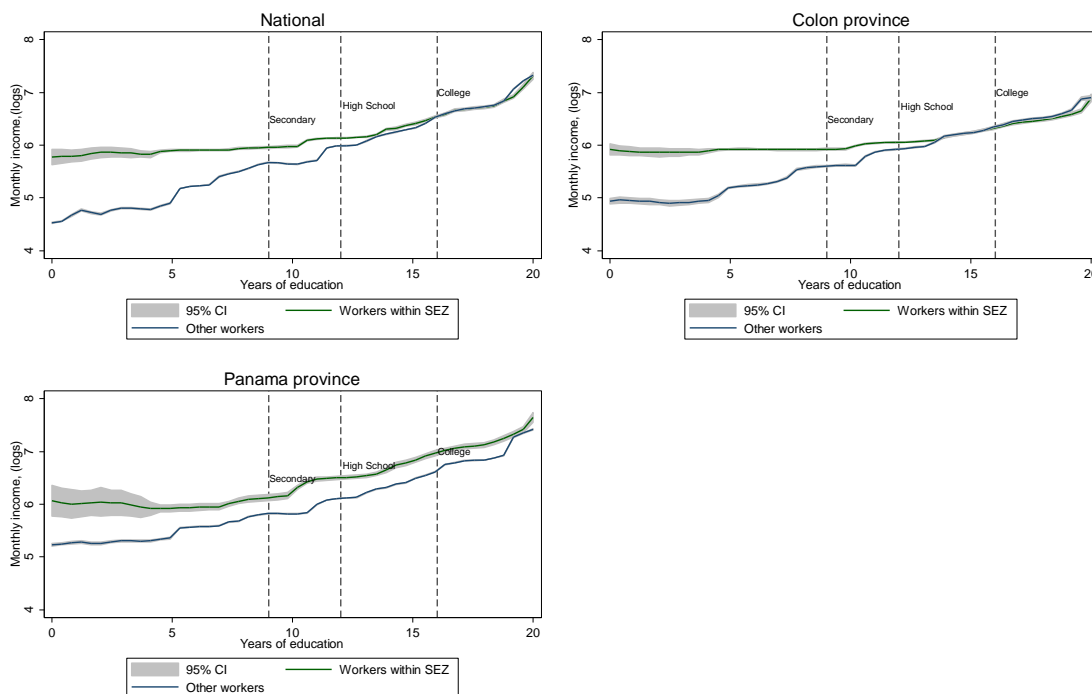 National
Monthly income, (logs)
8
7
6
5
4
Secondary
High School
College
0 5 10 15 20
Years of education
95% CI Workers within SEZ
Other workers
Colon province
Monthly income, (logs)
8
7
6
5
4
Secondary
High School
College
0 5 10 15 20
Years of education
95% CI Workers within SEZ
Other workers
Panama province
Monthly income, (logs)
8
7
6
5
4
Secondary
High School
College
0 5 10 15 20
Years of education
95% CI Workers within SEZ
Other workers